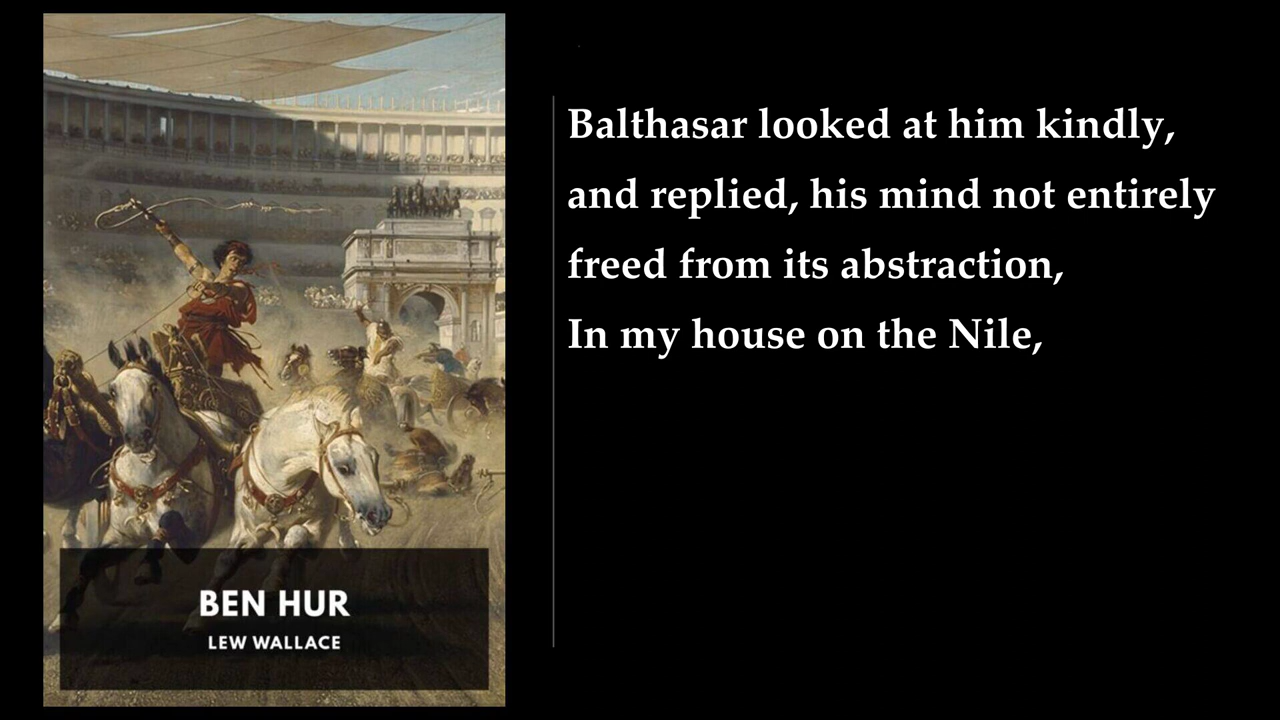 BEN HUR
LEW WALLACE
Balthasar looked at him kindly,
and replied, his mind not entirely
freed from its abstraction,
In my house on the Nile,